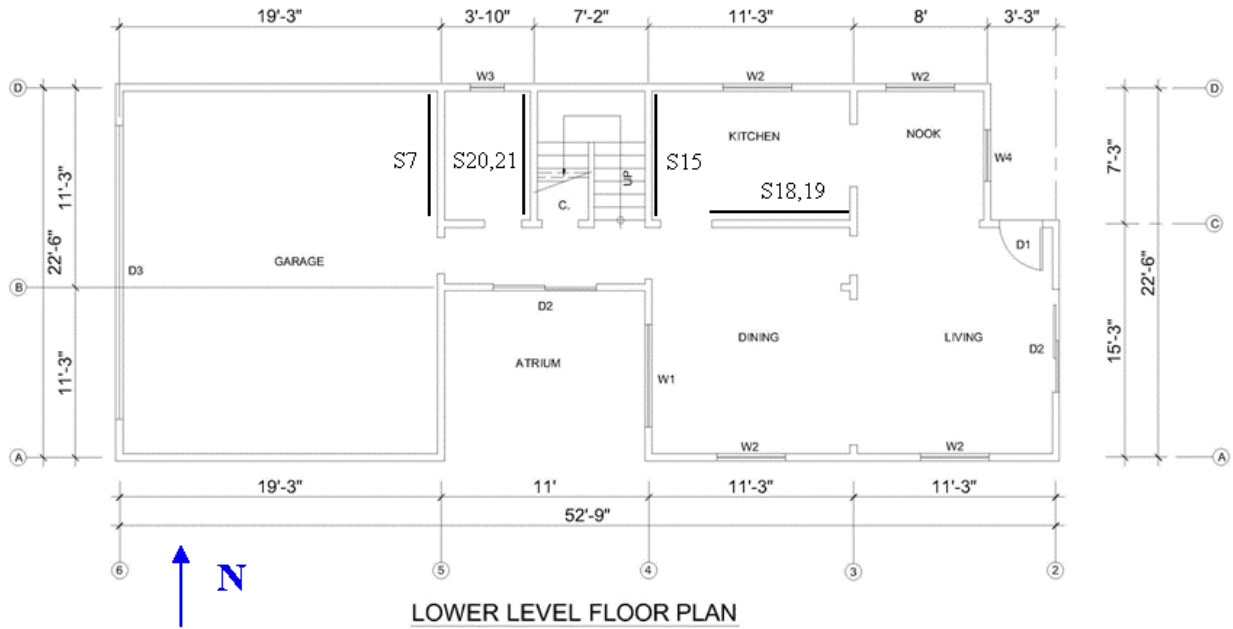 19'-3" 3'-10" 7'-2" 11'-3" 8' 3'-3"
W3 W2 W2
D D
KITCHEN NOOK
S7 S20,21 S15 W4
UP
S18,19
C.
7'-3"
11'-3"
C
D1
22'-6" 22'-6"
GARAGE
D3
B
D2
DINING LIVING
D2
15'-3"
ATRIUM
11'-3"
W1
W2 W2
A A
19'-3" 11' 11'-3" 11'-3"
52'-9"
6 5 4 3 2
N
LOWER LEVEL FLOOR PLAN